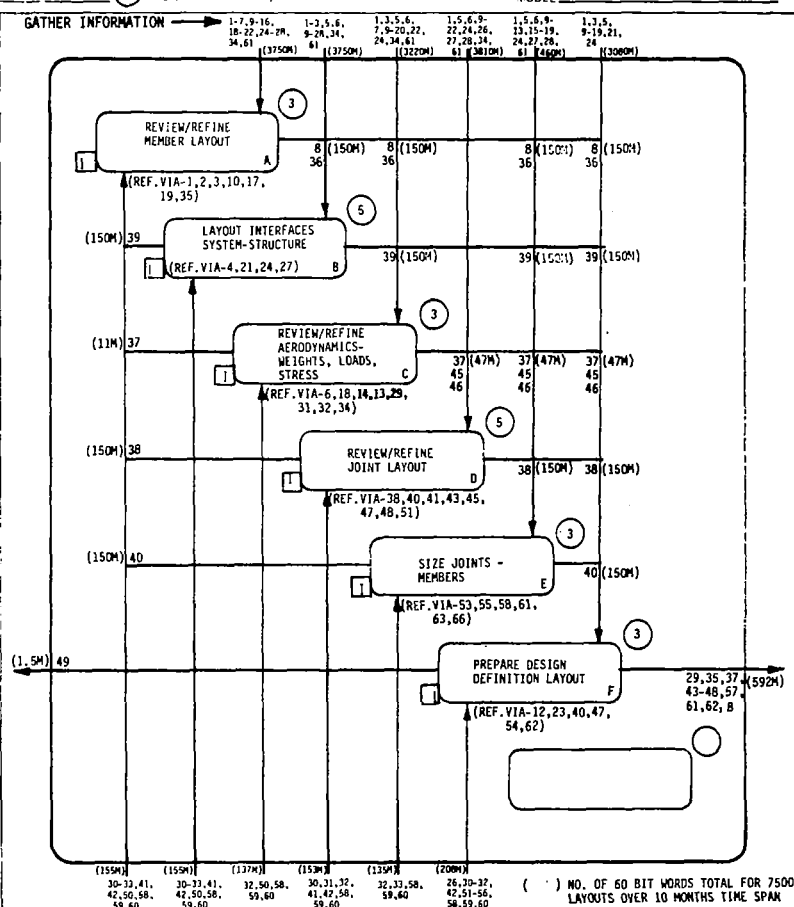 GATHER INFORMATION
1-7,9-16,
18-22,24-28,
34,61
(3750M)
1-3,5,6,
9-28,34,
61
(3750M)
1,3,5,6,
7,9-20,22,
24,34,61
(3220M)
1,5,6,9-
22,24,26,
27,28,34,
61 (3810M)
1,5,6,9-
13,15-19,
24,27,28,
61 (460M)
1,3,5,
9-19,21,
24
(3080M)
3
REVIEW/REFINE
MEMBER LAYOUT
A
I
8 (150M)
36
8 (150M)
36
8 (150M)
36
8 (150M)
36
(REF.VIA-1,2,3,10,17,
19,35)
5
LAYOUT INTERFACES
SYSTEM-STRUCTURE
(REF.VIA-4,21,24,27) B
I
(150M) 39
39 (150M)
39 (150M)
39 (150M)
3
REVIEW/REFINE
AERODYNAMICS-
WEIGHTS, LOADS,
STRESS
C
I
(11M) 37
37 (47M)
45
46
37 (47M)
45
46
37 (47M)
45
46
(REF.VIA-6,18,14,13,29,
31,32,34)
5
REVIEW/REFINE
JOINT LAYOUT
D
I
(150M) 38
38 (150M)
38 (150M)
(REF.VIA-38,40,41,43,45,
47,48,51)
3
SIZE JOINTS -
MEMBERS
E
I
(150M) 40
40 (150M)
(REF.VIA-53,55,58,61,
63,66)
3
PREPARE DESIGN
DEFINITION LAYOUT
F
I
(1.5M) 49
29,35,37,
43-48,57,
61,62, 8
(592M)
(REF.VIA-12,23,40,47,
54,62)
(155M)
30-33,41,
42,50,58,
59,60
(155M)
30-33,41,
42,50,58,
59,60
(137M)
32,50,58,
59,60
(153M)
30,31,32,
41,42,58,
59,60
(135M)
32,33,58,
59,60
(208M)
26,30-32,
42,51-56,
58,59,60
( ) NO. OF 60 BIT WORDS TOTAL FOR 7500
LAYOUTS OVER 10 MONTHS TIME SPAN